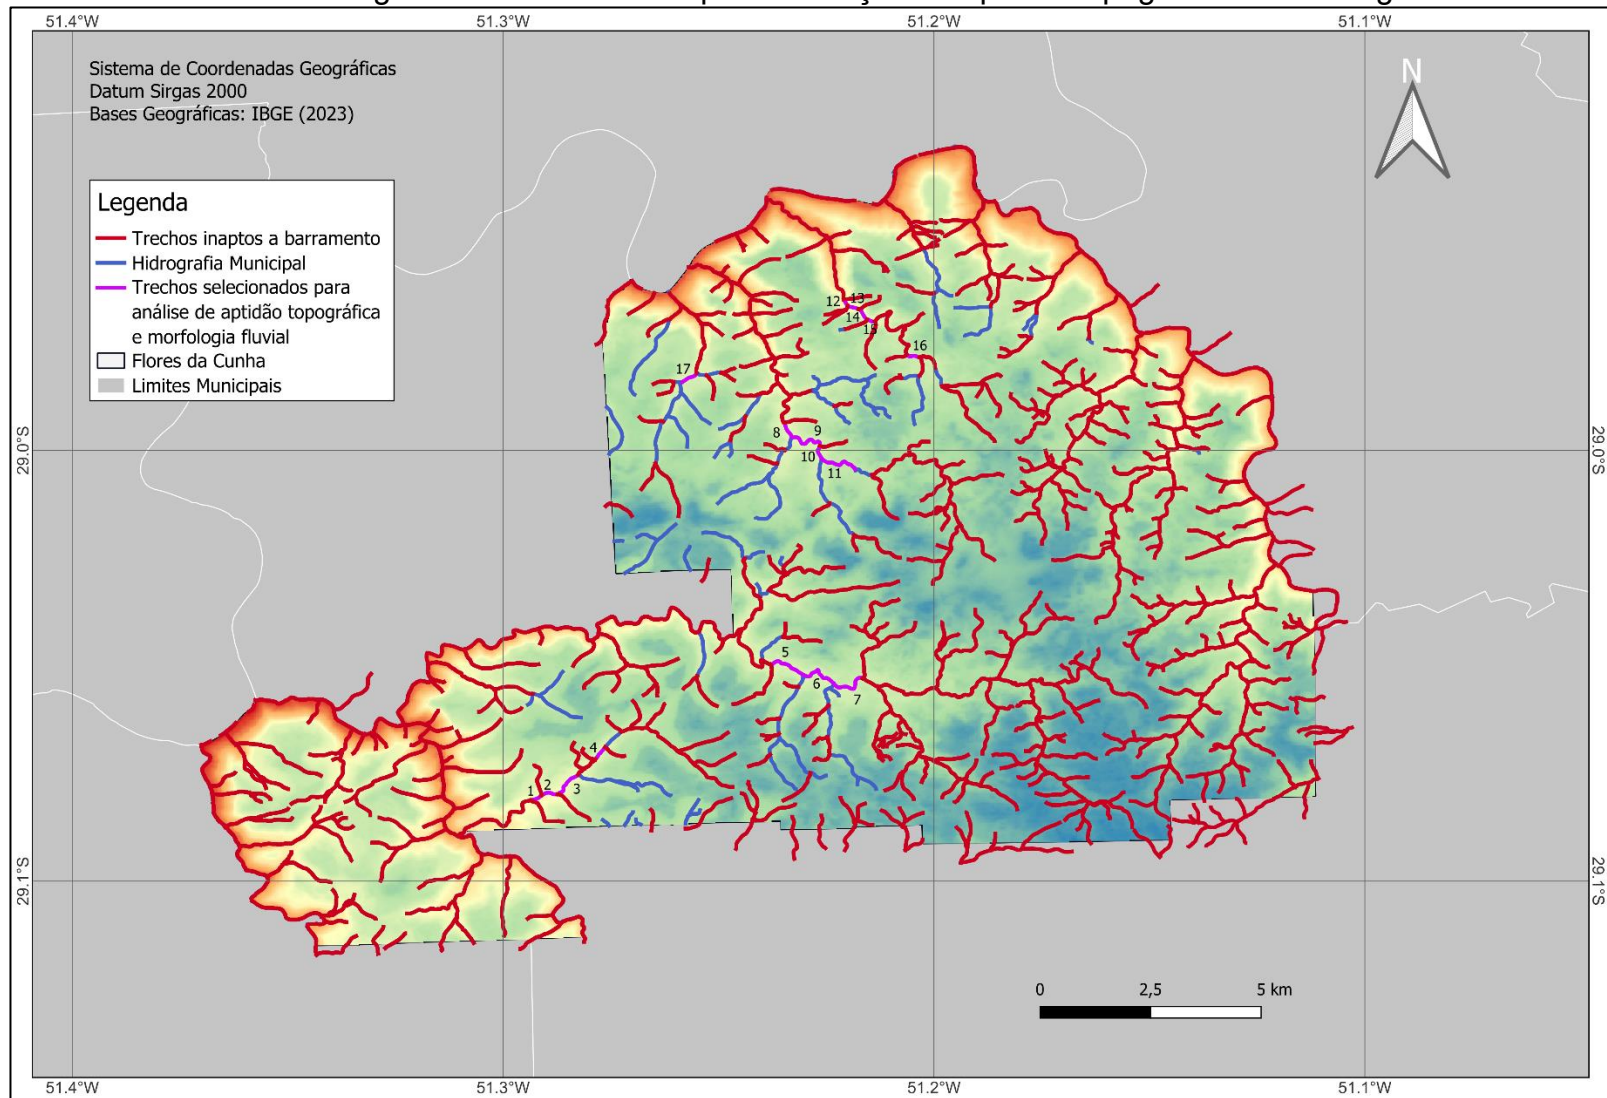 51.4°W 51.3°W 51.2°W 51.1°W
Sistema de Coordenadas Geográficas
Datum Sirgas 2000
Bases Geográficas: IBGE (2023)
N
Legenda
Trechos inaptos a barramento
Hidrografia Municipal
Trechos selecionados para
análise de aptidão topográfica
e morfologia fluvial
Flores da Cunha
Limites Municipais
12 13
14
15
16
17
8 9
10
11
29.0°S 29.0°S
5
6
7
4
1 2 3
29.1°S 29.1°S
0 2,5 5 km
51.4°W 51.3°W 51.2°W 51.1°W